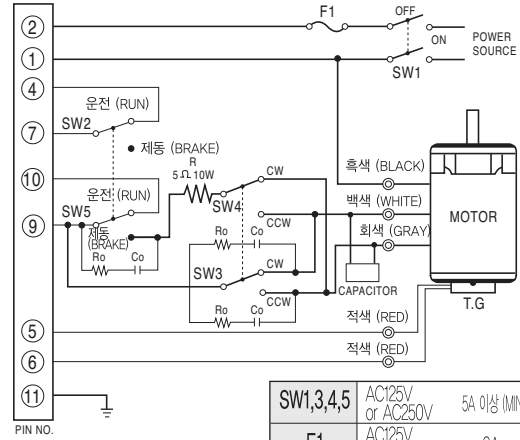 F1
OFF
②
ON
POWER
SOURCE
①
SW1
④
운전 (RUN)
⑦
SW2
제동 (BRAKE)
흑색 (BLACK)
R
5Ω 10W
CW
⑩
운전 (RUN)
SW4
백색 (WHITE)
SW5
CCW
MOTOR
⑨
제동
(BRAKE)
Ro
Co
회색 (GRAY)
Ro
Co
SW3
CW
CCW
CAPACITOR
T.G
Ro
Co
적색 (RED)
⑤
적색 (RED)
⑥
⑪
PIN NO.
SW1,3,4,5
AC125V
or AC250V
5A 이상 (MIN
F1
AC125V